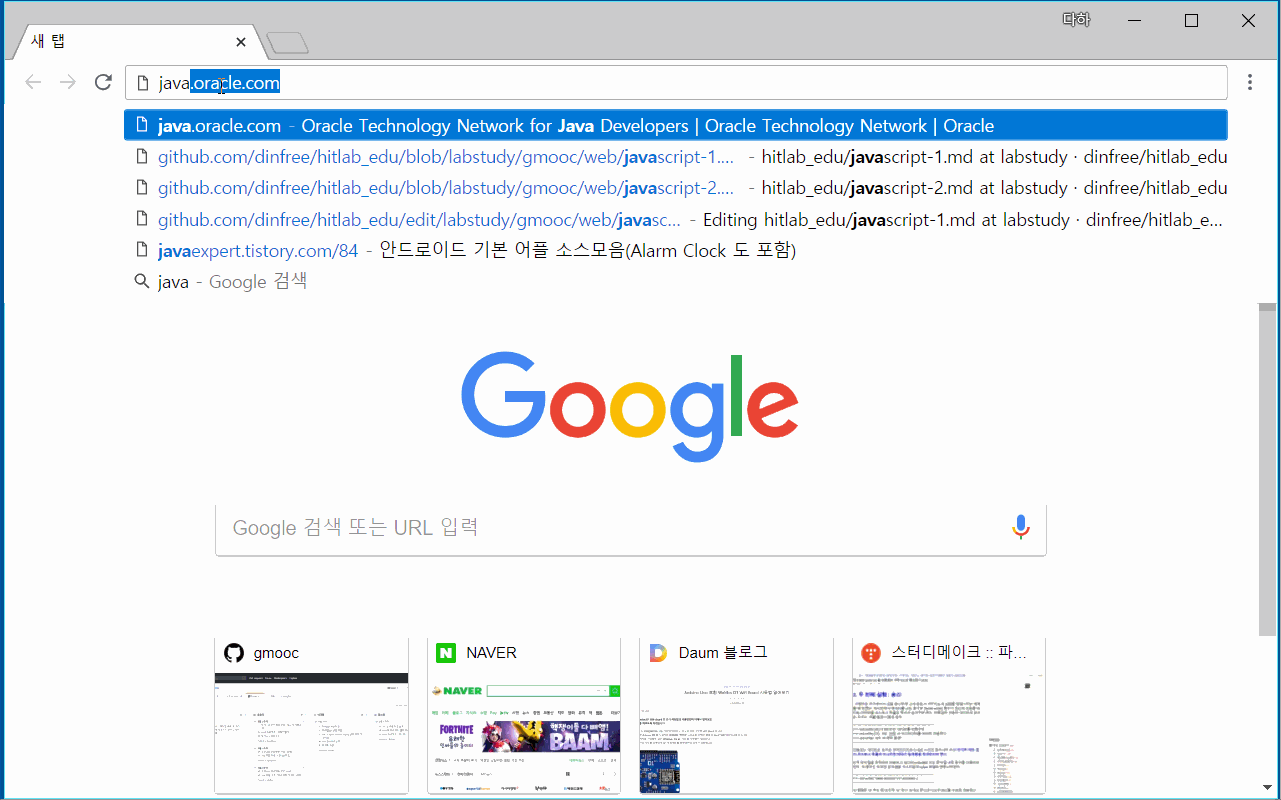 다하
새 탭
java.oracle.com
java.oracle.com - Oracle Technology Network for Java Developers | Oracle Technology Network | Oracle
github.com/dinfree/hitlab_edu/blob/labstudy/gmooc/web/javascript-1.... - hitlab_edu/javascript-1.md at labstudy · dinfree/hitlab_edu
github.com/dinfree/hitlab_edu/blob/labstudy/gmooc/web/javascript-2.... - hitlab_edu/javascript-2.md at labstudy · dinfree/hitlab_edu
github.com/dinfree/hitlab_edu/edit/labstudy/gmooc/web/javasc... - Editing hitlab_edu/javascript-1.md at labstudy · dinfree/hitlab_e...
javaexpert.tistory.com/84 - 안드로이드 기본 어플 소스모음(Alarm Clock 도 포함)
java - Google 검색
Google
Google 검색 또는 URL 입력
gmooc
NAVER
Daum 블로그
스터디메이크 :: 파...
NAVER
FORTNITE
BAAM